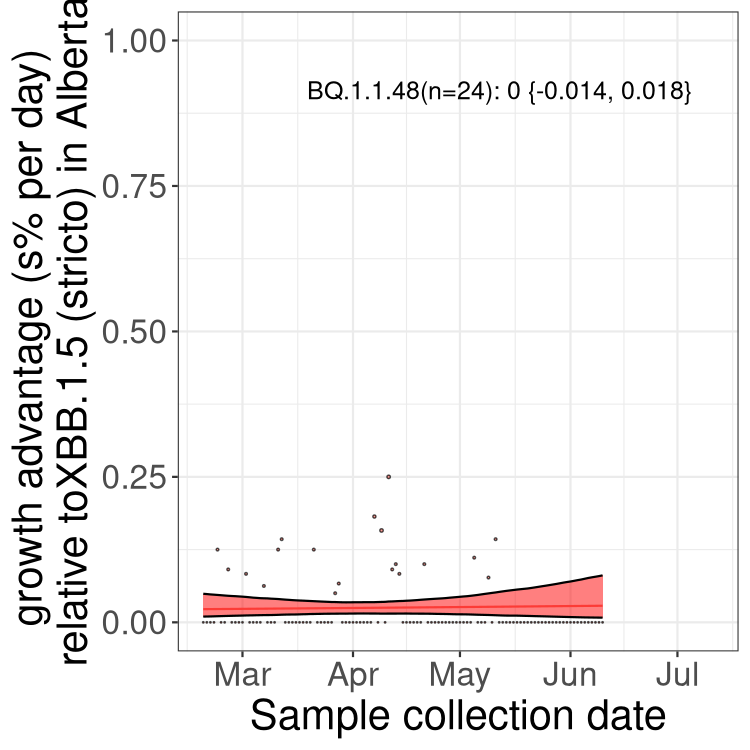 growth advantage (s% per day)
relative toXBB.1.5 (stricto) in Alberta
1.00
0.75
0.50
0.25
0.00
BQ.1.1.48(n=24): 0 {-0.014, 0.018}
Mar
Apr
May
Jun
Jul
Sample collection date